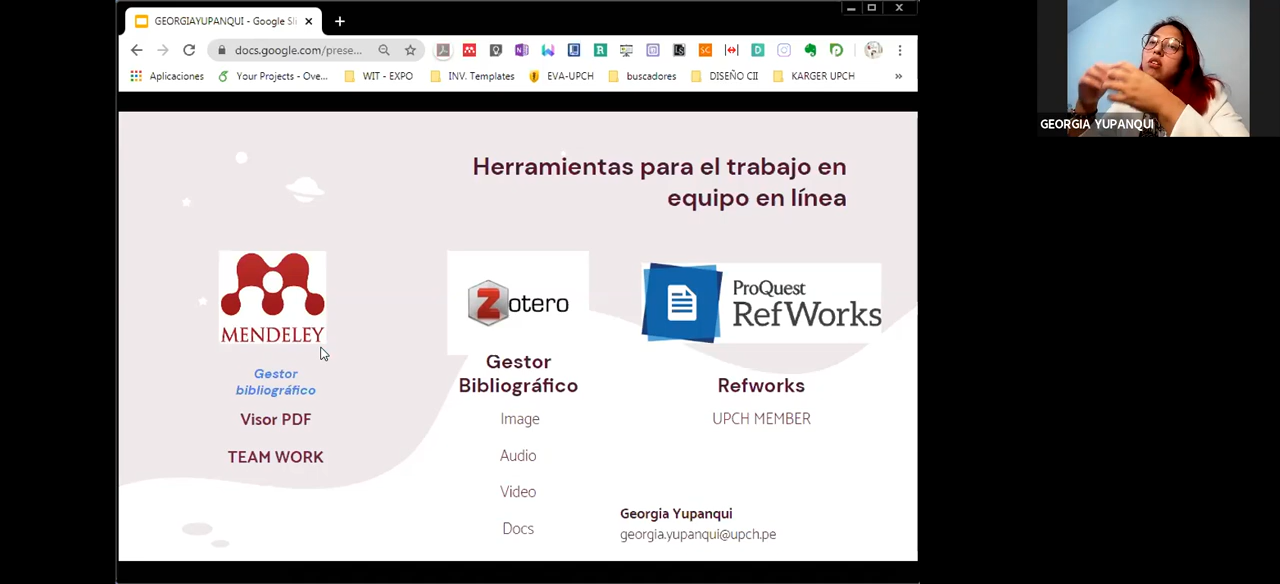 GEORGIAYUPANQUI - Google Sli
docs.google.com/prese...
Aplicaciones
Your Projects - Ove...
WIT - EXPO
INV. Templates
EVA-UPCH
buscadores
DISEÑO CII
KARGER UPCH
GEORGIA YUPANQUI
Herramientas para el trabajo en
equipo en línea
MENDELEY
Gestor
bibliográfico
Visor PDF
TEAM WORK
Zotero
Gestor
Bibliográfico
Image
Audio
Video
Docs
ProQuest
RefWorks
Refworks
UPCH MEMBER
Georgia Yupanqui
georgia.yupanqui@upch.pe